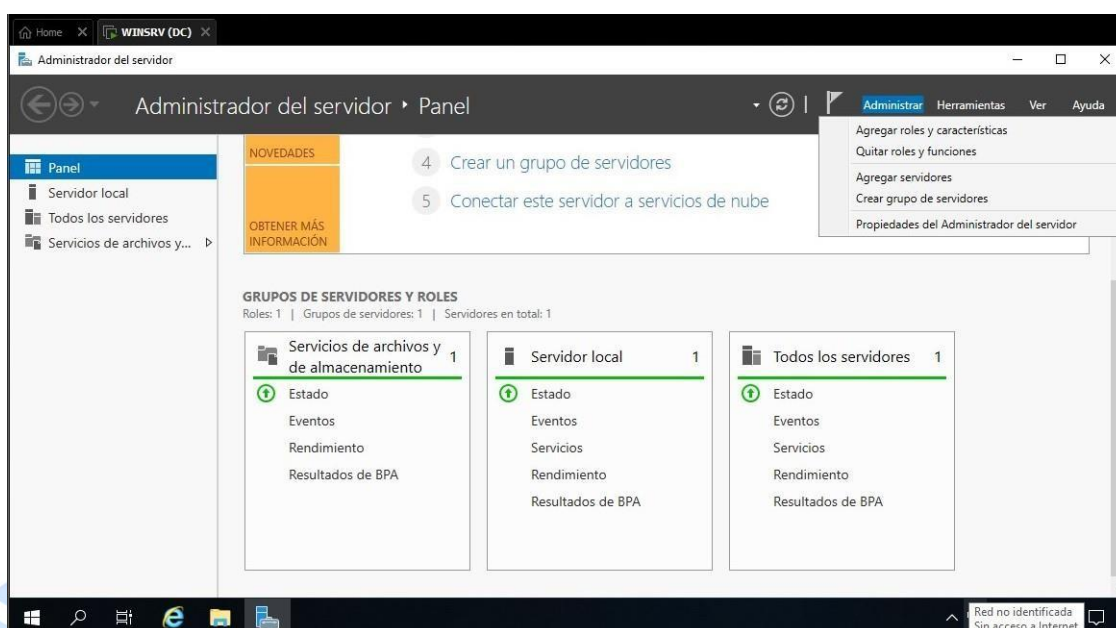 Home
WINSRV (DC)
Administrador del servidor
Administrador del servidor ‣ Panel
Administrar Herramientas Ver Ayuda
Agregar roles y características
Quitar roles y funciones
Agregar servidores
Crear grupo de servidores
Propiedades del Administrador del servidor
Panel
Servidor local
Todos los servidores
Servicios de archivos y...
NOVEDADES
OBTENER MÁS
INFORMACIÓN
4 Crear un grupo de servidores
5 Conectar este servidor a servicios de nube
GRUPOS DE SERVIDORES Y ROLES
Roles: 1 | Grupos de servidores: 1 | Servidores en total: 1
Servicios de archivos y
de almacenamiento
1
Estado
Eventos
Rendimiento
Resultados de BPA
Servidor local 1
Estado
Eventos
Servicios
Rendimiento
Resultados de BPA
Todos los servidores 1
Estado
Eventos
Servicios
Rendimiento
Resultados de BPA
Red no identificada
Sin acceso a Internet